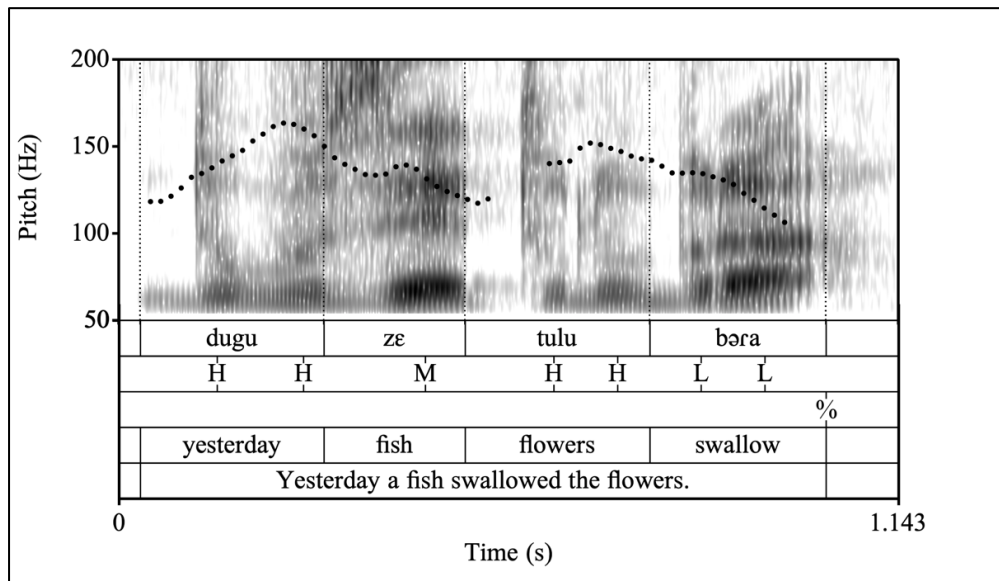 200
150
100
50
Pitch (Hz)
dugu zɛ tulu bəɾa
H H M H H L L
%
yesterday fish flowers swallow
Yesterday a fish swallowed the flowers.
0 1.143
Time (s)